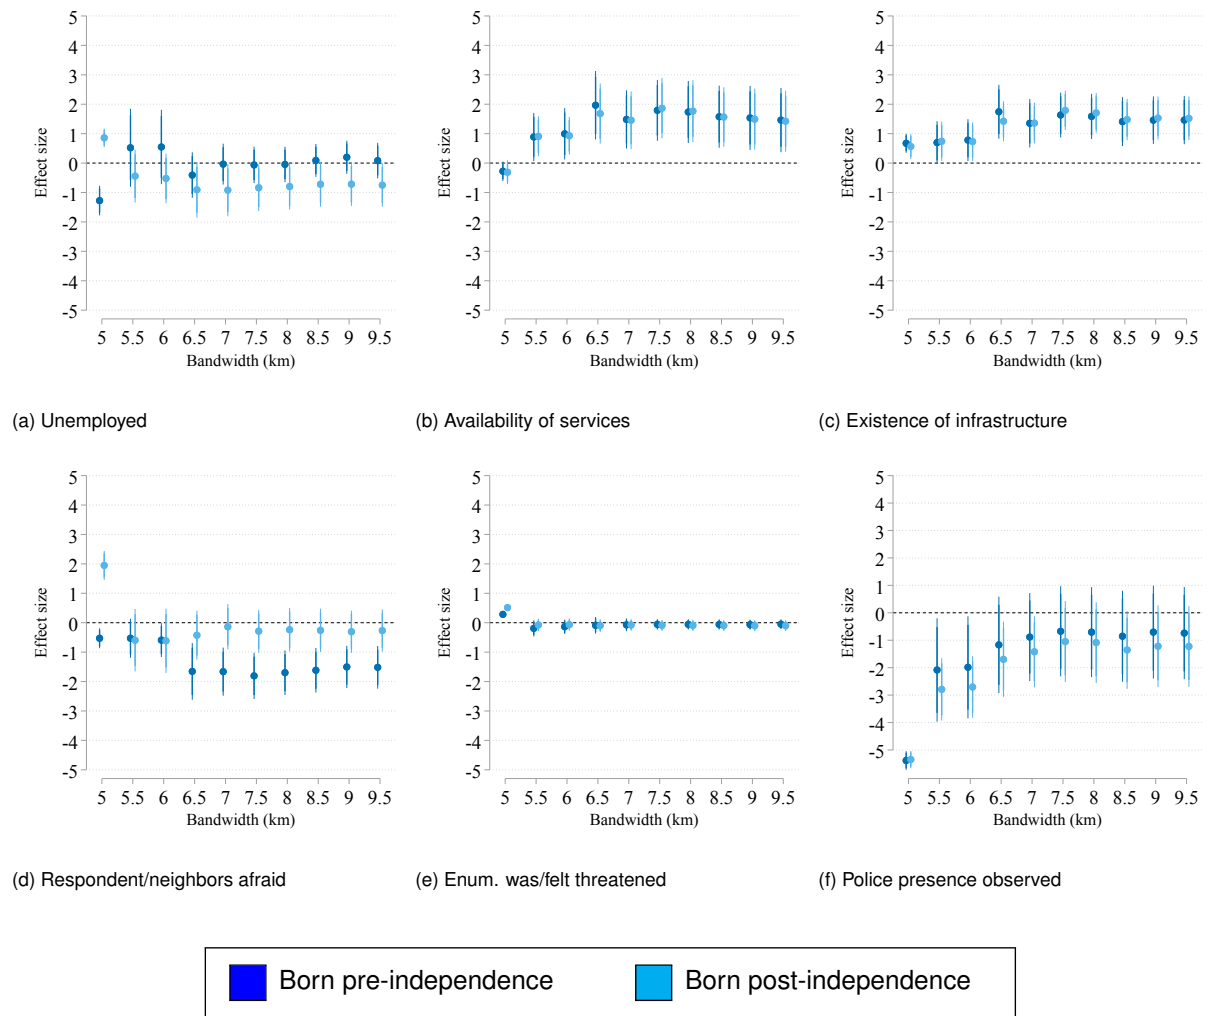 5
4
3
2
1
0
-1
-2
-3
-4
-5
Effect size
5 5.5 6 6.5 7 7.5 8 8.5 9 9.5
Bandwidth (km)
(a) Unemployed
5
4
3
2
1
0
-1
-2
-3
-4
-5
Effect size
5 5.5 6 6.5 7 7.5 8 8.5 9 9.5
Bandwidth (km)
(b) Availability of services
5
4
3
2
1
0
-1
-2
-3
-4
-5
Effect size
5 5.5 6 6.5 7 7.5 8 8.5 9 9.5
Bandwidth (km)
(c) Existence of infrastructure
5
4
3
2
1
0
-1
-2
-3
-4
-5
Effect size
5 5.5 6 6.5 7 7.5 8 8.5 9 9.5
Bandwidth (km)
(d) Respondent/neighbors afraid
5
4
3
2
1
0
-1
-2
-3
-4
-5
Effect size
5 5.5 6 6.5 7 7.5 8 8.5 9 9.5
Bandwidth (km)
(e) Enum. was/felt threatened
5
4
3
2
1
0
-1
-2
-3
-4
-5
Effect size
5 5.5 6 6.5 7 7.5 8 8.5 9 9.5
Bandwidth (km)
(f) Police presence observed
Born pre-independence
Born post-independence